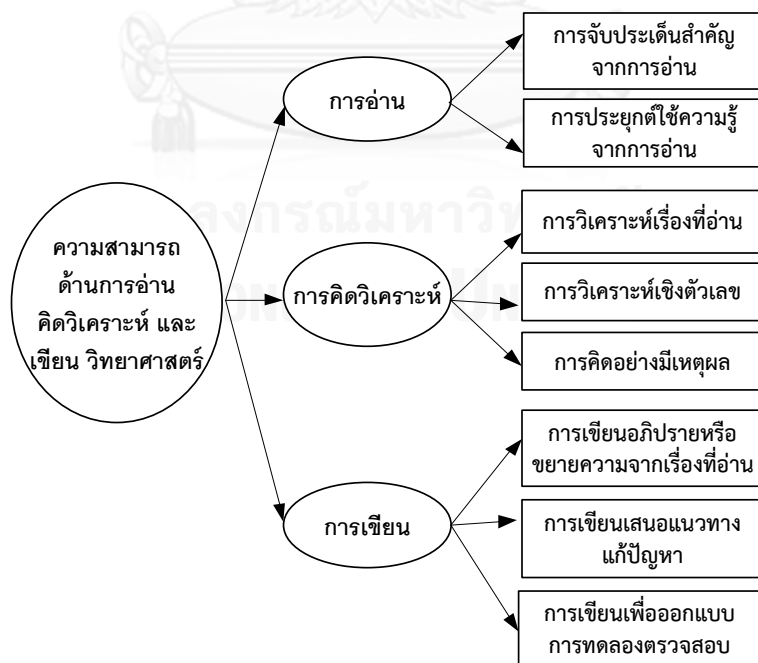 ความสามารถ
ด้านการอ่าน
คิดวิเคราะห์ และ
เขียน วิทยาศาสตร์
การอ่าน
การจับประเด็นสำคัญ
จากการอ่าน
การประยุกต์ใช้ความรู้
จากการอ่าน
การคิดวิเคราะห์
การวิเคราะห์เรื่องที่อ่าน
การวิเคราะห์เชิงตัวเลข
การคิดอย่างมีเหตุผล
การเขียน
การเขียนอภิปรายหรือ
ขยายความจากเรื่องที่อ่าน
การเขียนเสนอแนวทาง
แก้ปัญหา
การเขียนเพื่อออกแบบ
การทดลองตรวจสอบ